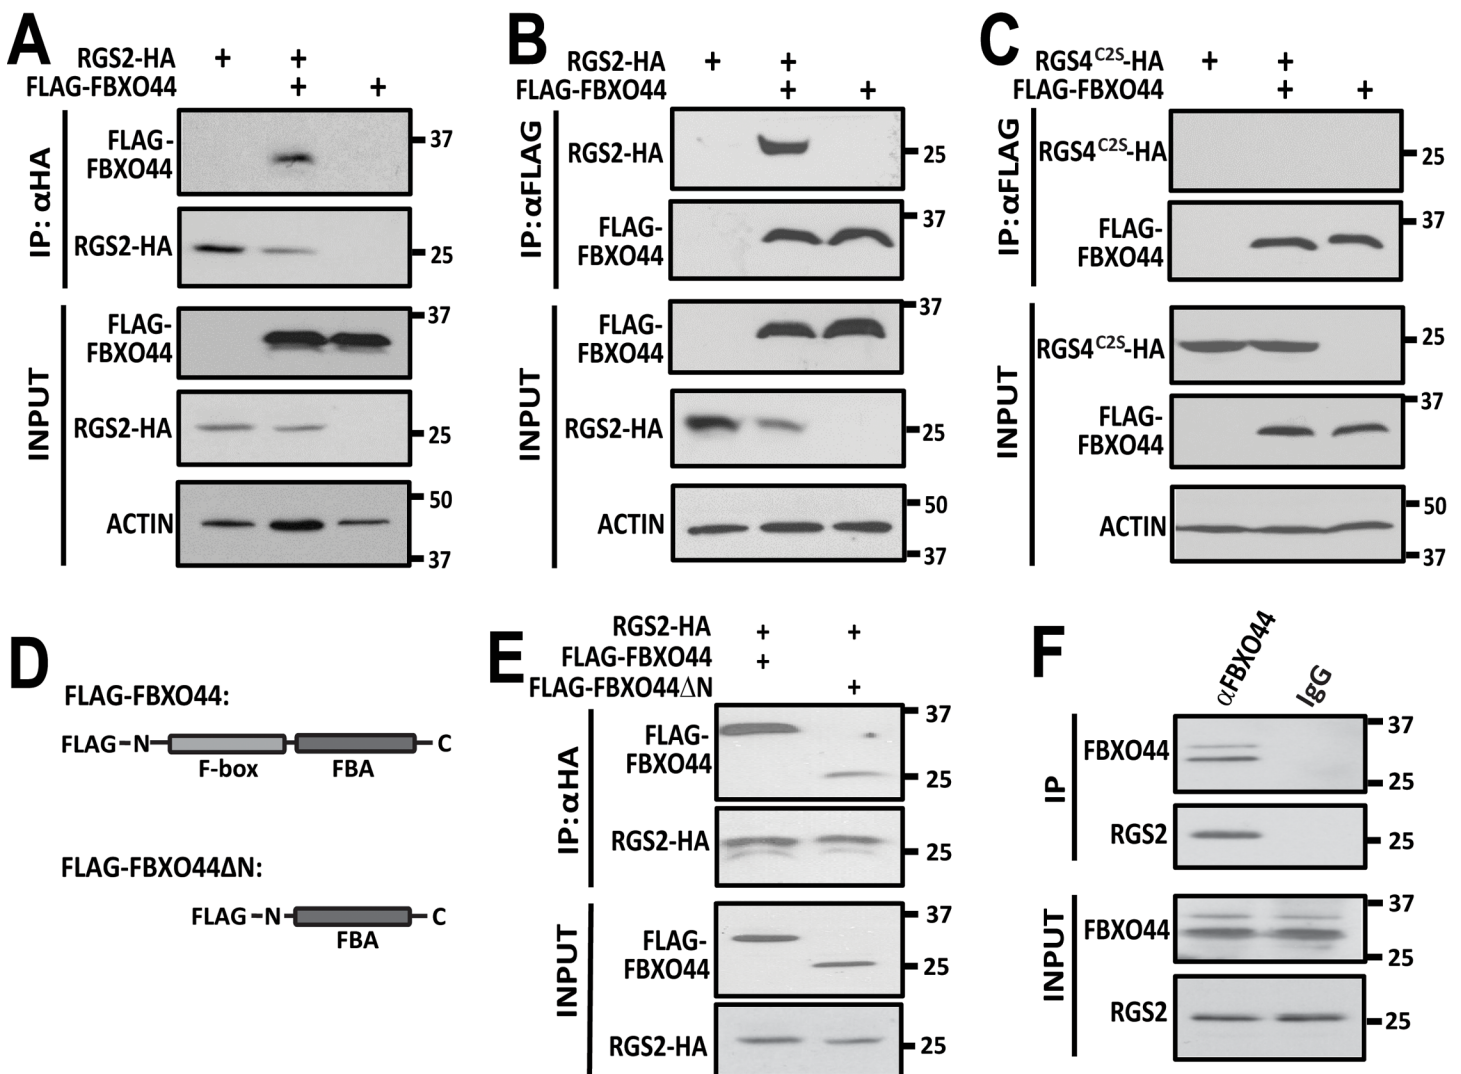 A
RGS2-HA + +
FLAG-FBXO44 + +
IP: αHA
FLAG-
FBXO44
37
RGS2-HA
25
INPUT
FLAG-
FBXO44
37
RGS2-HA
25
ACTIN
50
37
B
RGS2-HA + +
FLAG-FBXO44 + +
IP:αFLAG
RGS2-HA
25
FLAG-
FBXO44
37
INPUT
FLAG-
FBXO44
37
RGS2-HA
25
ACTIN
50
37
C
RGS4C2S-HA + +
FLAG-FBXO44 + +
IP:αFLAG
RGS4C2S-HA
25
FLAG-
FBXO44
37
INPUT
RGS4C2S-HA
25
FLAG-
FBXO44
37
ACTIN
50
37
D
FLAG-FBXO44:
FLAG N C
F-box FBA
FLAG-FBXO44ΔN:
FLAG N C
FBA
E
RGS2-HA + +
FLAG-FBXO44 +
FLAG-FBXO44ΔN +
IP:αHA
FLAG-
FBXO44
37
25
RGS2-HA
25
INPUT
FLAG-
FBXO44
37
25
RGS2-HA
25
F
αFBXO44 IgG
IP
FBXO44
37
25
RGS2
25
INPUT
FBXO44
37
25
RGS2
25